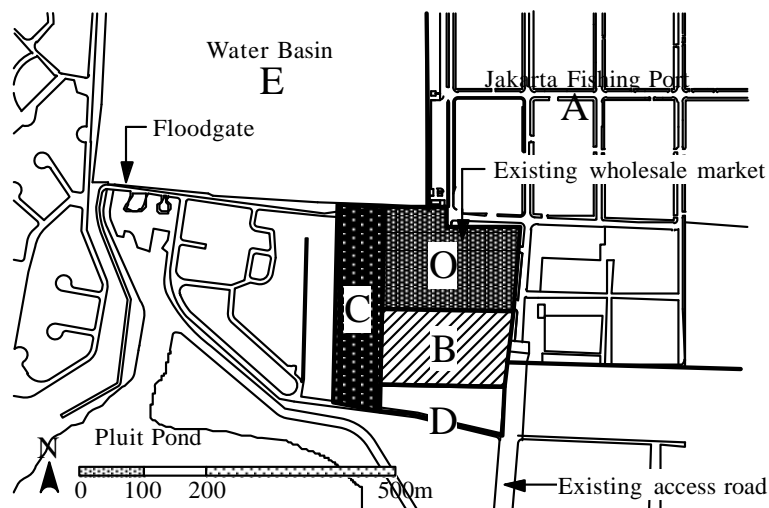 Water Basin
E
Jakarta Fishing Port
A
Floodgate
Existing wholesale market
O
C
B
D
N
Pluit Pond
0 100 200 500m
Existing access road